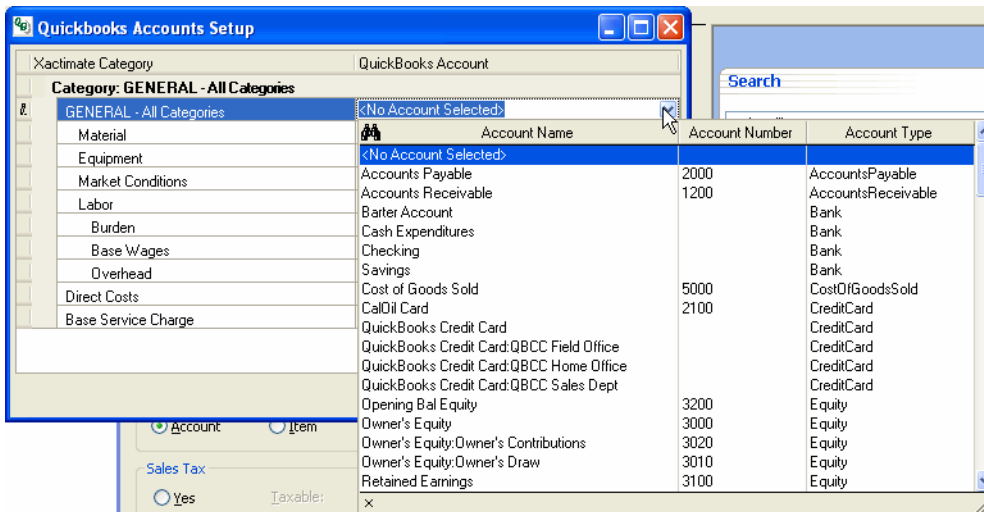 Quickbooks Accounts Setup
Xactimate Category QuickBooks Account
Category: GENERAL - All Categories
GENERAL - All Categories <No Account Selected>
Material
Equipment
Market Conditions
Labor
Burden
Base Wages
Overhead
Direct Costs
Base Service Charge
Account Name Account Number Account Type
<No Account Selected>
Accounts Payable 2000 AccountsPayable
Accounts Receivable 1200 AccountsReceivable
Barter Account Bank
Cash Expenditures Bank
Checking Bank
Savings Bank
Cost of Goods Sold 5000 CostOfGoodsSold
CalOil Card 2100 CreditCard
QuickBooks Credit Card CreditCard
QuickBooks Credit Card:QBCC Field Office CreditCard
QuickBooks Credit Card:QBCC Home Office CreditCard
QuickBooks Credit Card:QBCC Sales Dept CreditCard
Opening Bal Equity 3200 Equity
Owner's Equity 3000 Equity
Owner's Equity:Owner's Contributions 3020 Equity
Owner's Equity:Owner's Draw 3010 Equity
Retained Earnings 3100 Equity
Search
Account Item
Sales Tax
Yes Taxable: